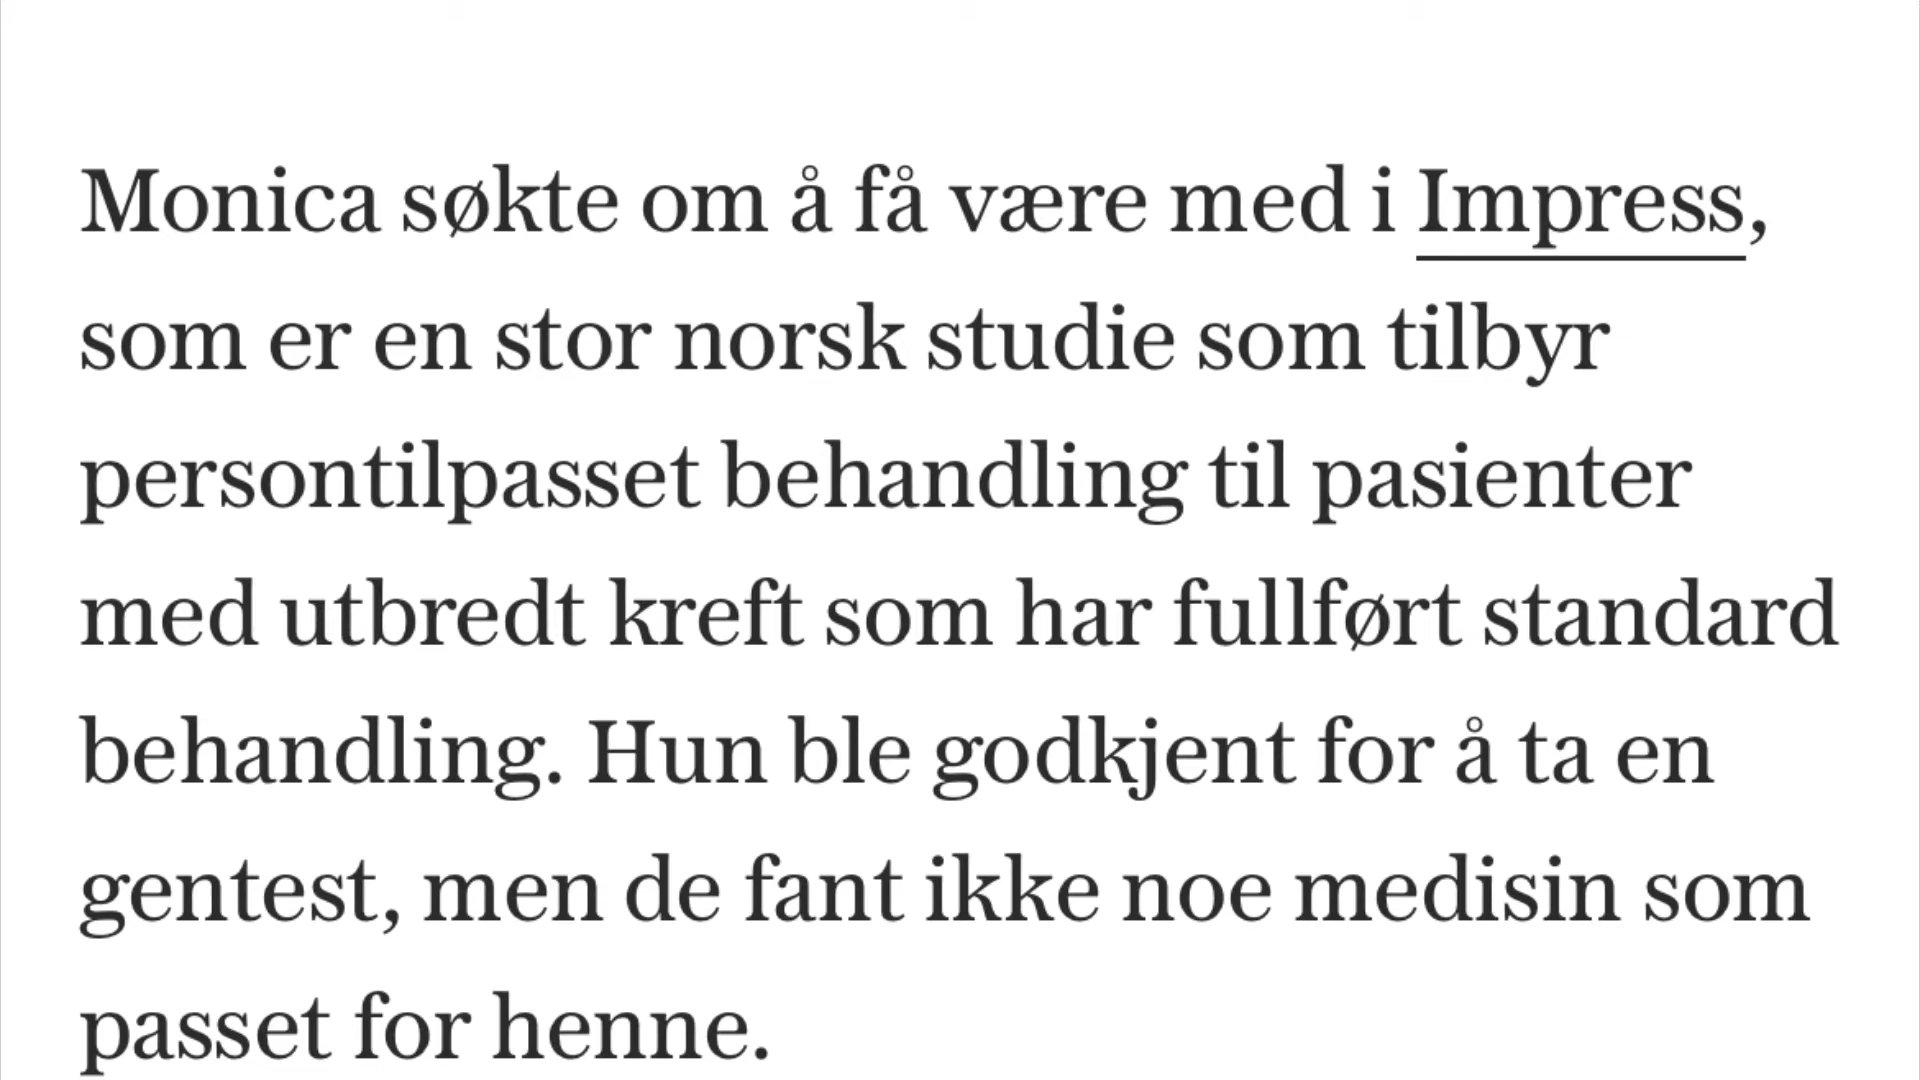 Monica søkte om å få være med i Impress,
som er en stor norsk studie som tilbyr
persontilpasset behandling til pasienter
med utbredt kreft som har fullført standard
behandling. Hun ble godkjent for å ta en
gentest, men de fant ikke noe medisin som
passet for henne.